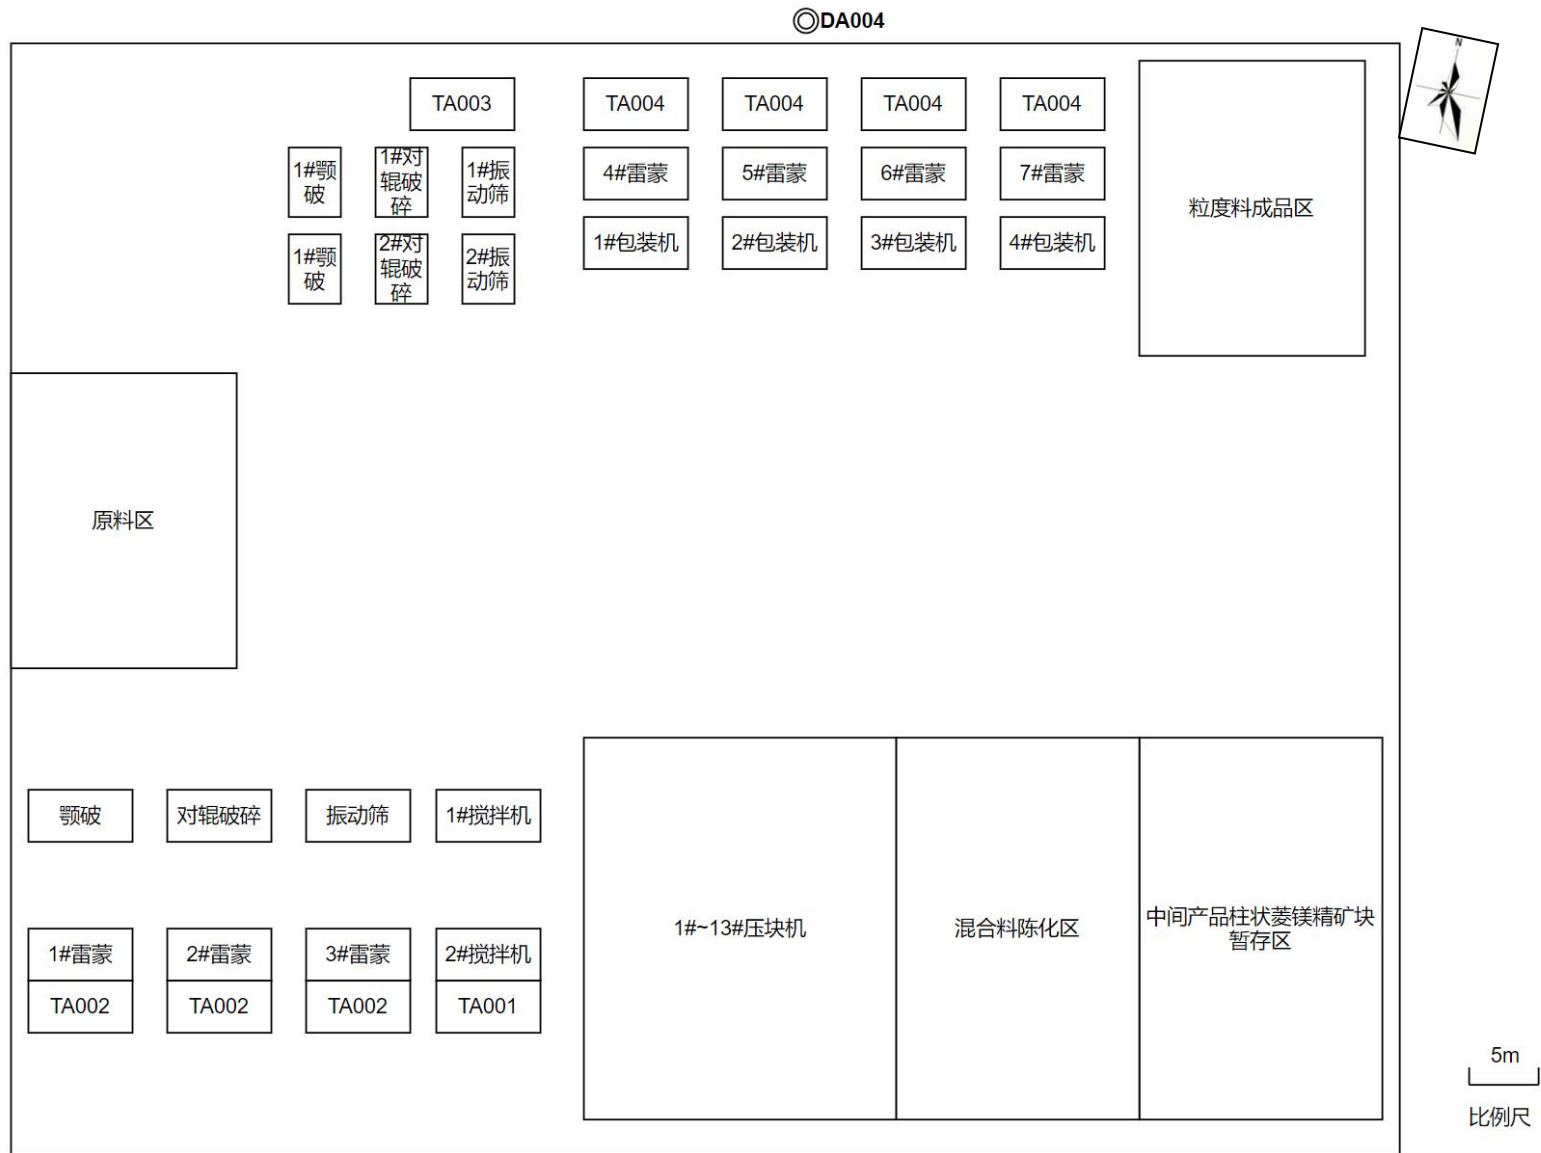 DA004
N
TA003
TA004
TA004
TA004
TA004
1#颚
破
1#对
辊破
碎
1#振
动筛
4#雷蒙
5#雷蒙
6#雷蒙
7#雷蒙
粒度料成品区
1#颚
破
2#对
辊破
碎
2#振
动筛
1#包装机
2#包装机
3#包装机
4#包装机
原料区
颚破
对辊破碎
振动筛
1#搅拌机
1#雷蒙
2#雷蒙
3#雷蒙
2#搅拌机
TA002
TA002
TA002
TA001
1#~13#压块机
混合料陈化区
中间产品柱状菱镁精矿块
暂存区
5m
比例尺